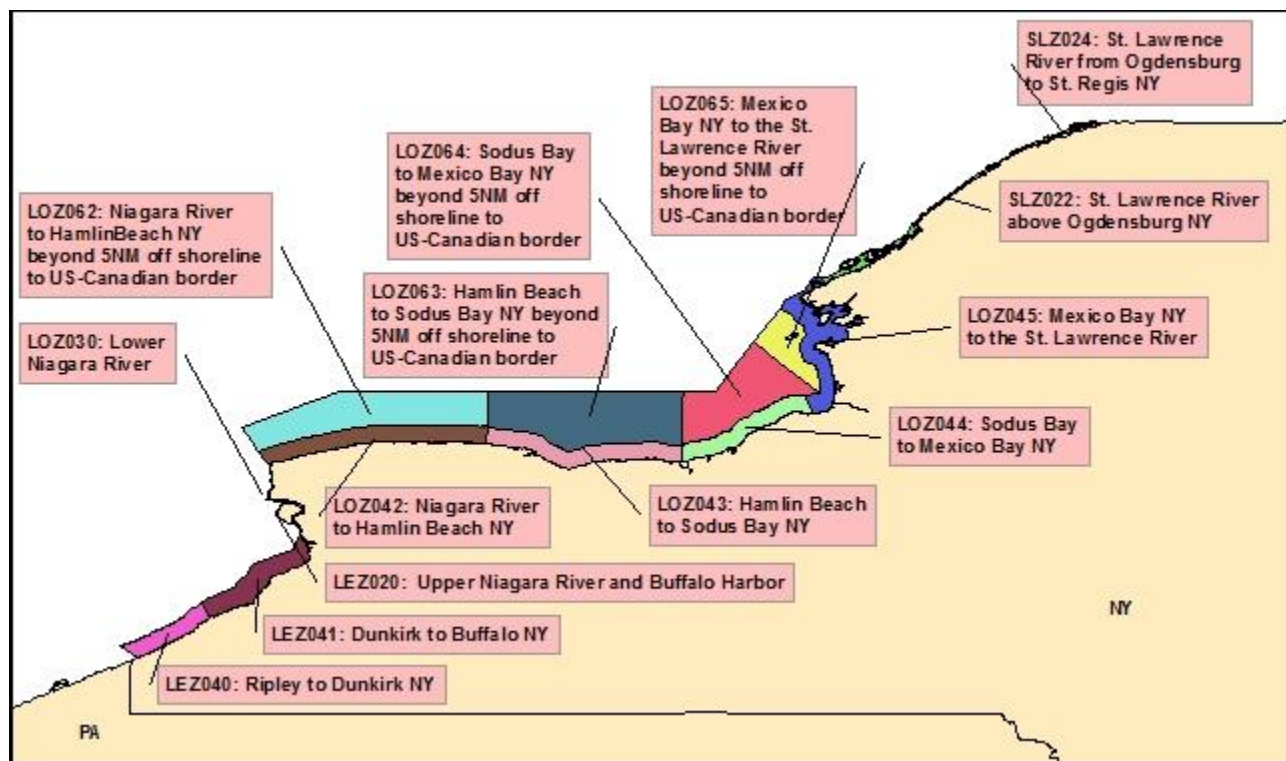 SLZ024: St. Lawrence
River from Ogdensburg
to St. Regis NY
LOZ065: Mexico
Bay NY to the St.
Lawrence River
beyond 5NM off
shoreline to
US-Canadian border
LOZ064: Sodus Bay
to Mexico Bay NY
beyond 5NM off
shoreline to
US-Canadian border
LOZ062: Niagara River
to HamlinBeach NY
beyond 5NM off shoreline
to US-Canadian border
SLZ022: St. Lawrence River
above Ogdensburg NY
LOZ063: Hamlin Beach
to Sodus Bay NY beyond
5NM off shoreline to
US-Canadian border
LOZ045: Mexico Bay NY
to the St. Lawrence River
LOZ030: Lower
Niagara River
LOZ044: Sodus Bay
to Mexico Bay NY
LOZ042: Niagara River
to Hamlin Beach NY
LOZ043: Hamlin Beach
to Sodus Bay NY
LEZ020: Upper Niagara River and Buffalo Harbor
NY
LEZ041: Dunkirk to Buffalo NY
LEZ040: Ripley to Dunkirk NY
PA